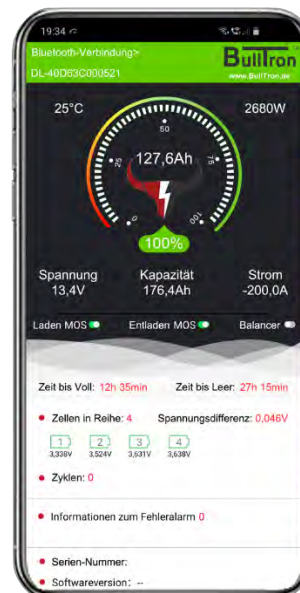 19:34
Bluetooth-Verbindung>
BullTron
DL-40D63C000521
www.BullTron.de
25°C
2680W
0
25
50
75
100
127,6Ah
100%
Spannung
13,4V
Kapazität
176,4Ah
Strom
-200,0A
Laden MOS
Entladen MOS
Balancer
Zeit bis Voll: 12h 35min
Zeit bis Leer: 27h 15min
Zellen in Reihe: 4
Spannungsdifferenz: 0,046V
1
2
3
4
3,338V
3,524V
3,631V
3,638V
Zyklen: 0
Informationen zum Fehleralarm 0
Serien-Nummer:
Softwareversion: --